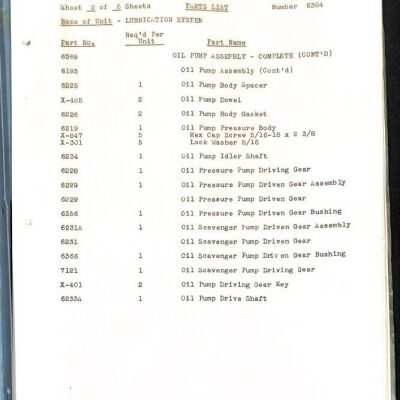 Sheet 2 of 6 Sheets PARTS LIST Number 6394
Name of Unit - LUBRICATION SYSTEM
Req'd Per
Part No. Unit Part Name
6369 OIL PUMP ASSEMBLY - COMPLETE (CONT'D)
6195 Oil Pump Assembly (Cont'd)
6225 1 Oil Pump Body Spacer
X-485 2 Oil Pump Dowel
6226 2 Oil Pump Body Gasket
6219 1 Oil Pump Pressure Body
X-847 5 Hex Cap Screw 5/16-18 x 2 3/8
X-301 5 Lock Washer 5/16
6234 1 Oil Pump Idler Shaft
6228 1 Oil Pressure Pump Driving Gear
6229 1 Oil Pressure Pump Driven Gear Assembly
6229 Oil Pressure Pump Driven Gear
6356 1 Oil Pressure Pump Driven Gear Bushing
6231A 1 Oil Scavenger Pump Driven Gear Assembly
6231 Oil Scavenger Pump Driven Gear
6366 1 Oil Scavenger Pump Driven Gear Bushing
7121 1 Oil Scavenger Pump Driving Gear
X-401 2 Oil Pump Driving Gear Key
6233A 1 Oil Pump Drive Shaft